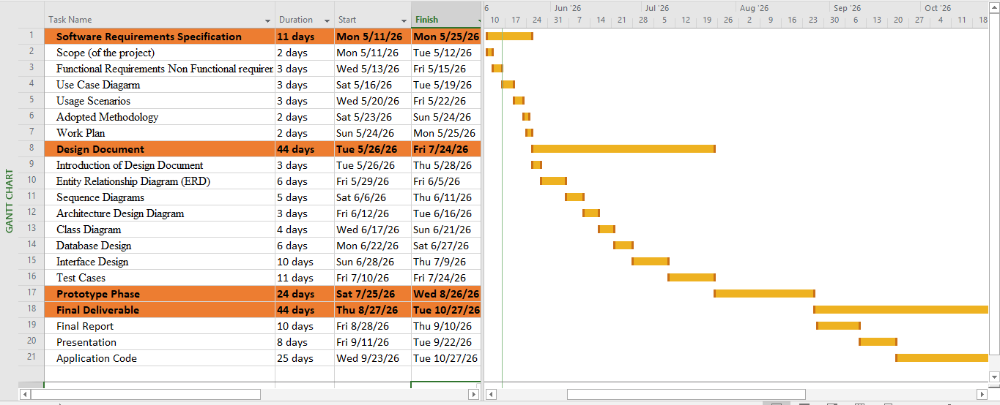 6 Jun '26 Jul '26 Aug '26 Sep '26 Oct '26
Task Name Duration Start Finish 10 17 24 31 7 14 21 28 5 12 19 26 2 9 16 23 30 6 13 20 27 4 11 18
1 Software Requirements Specification 11 days Mon 5/11/26 Mon 5/25/26
2 Scope (of the project) 2 days Mon 5/11/26 Tue 5/12/26
3 Functional Requirements Non Functional requirer 3 days Wed 5/13/26 Fri 5/15/26
4 Use Case Diagarm 3 days Sat 5/16/26 Tue 5/19/26
5 Usage Scenarios 3 days Wed 5/20/26 Fri 5/22/26
6 Adopted Methodology 2 days Sat 5/23/26 Sun 5/24/26
7 Work Plan 2 days Sun 5/24/26 Mon 5/25/26
8 Design Document 44 days Tue 5/26/26 Fri 7/24/26
9 Introduction of Design Document 3 days Tue 5/26/26 Thu 5/28/26
10 Entity Relationship Diagram (ERD) 6 days Fri 5/29/26 Fri 6/5/26
11 Sequence Diagrams 5 days Sat 6/6/26 Thu 6/11/26
12 Architecture Design Diagram 3 days Fri 6/12/26 Tue 6/16/26
13 Class Diagram 4 days Wed 6/17/26 Sun 6/21/26
14 Database Design 6 days Mon 6/22/26 Sat 6/27/26
15 Interface Design 10 days Sun 6/28/26 Thu 7/9/26
16 Test Cases 11 days Fri 7/10/26 Fri 7/24/26
17 Prototype Phase 24 days Sat 7/25/26 Wed 8/26/26
18 Final Deliverable 44 days Thu 8/27/26 Tue 10/27/26
19 Final Report 10 days Fri 8/28/26 Thu 9/10/26
20 Presentation 8 days Fri 9/11/26 Tue 9/22/26
21 Application Code 25 days Wed 9/23/26 Tue 10/27/26
GANTT CHART